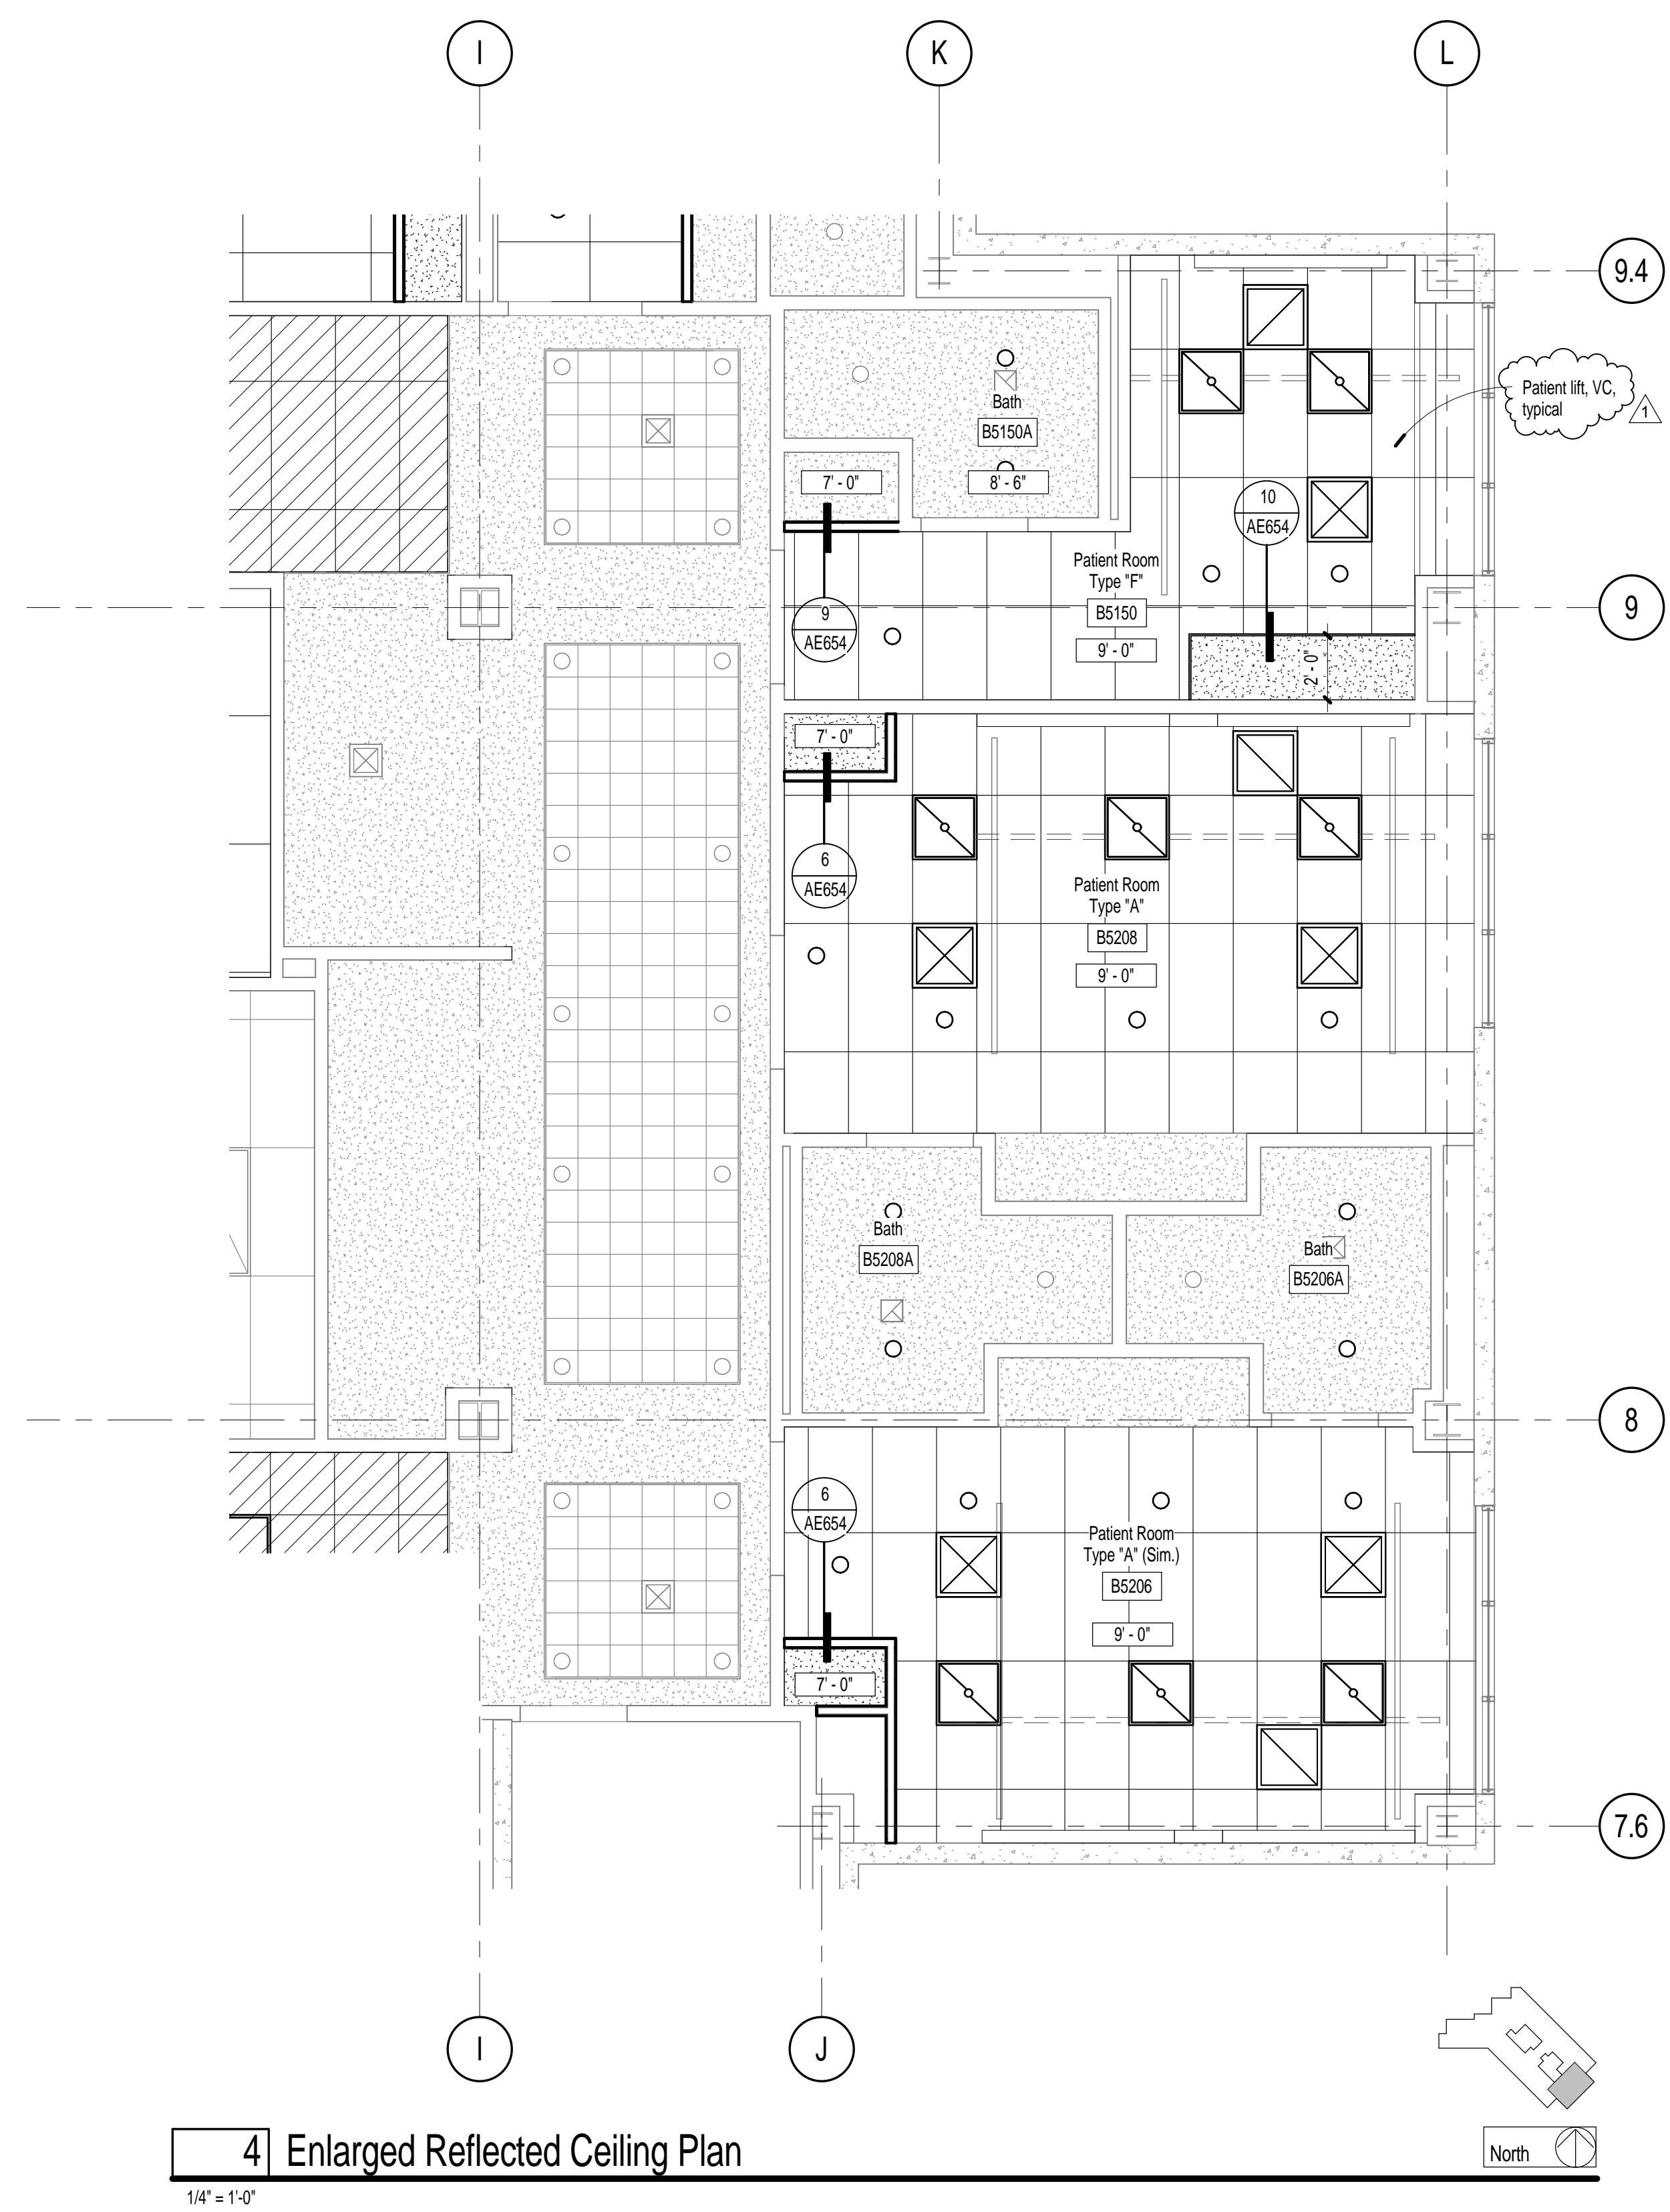 I
K
L
9.4
Patient lift, VC,
typical
1
Bath
B5150A
7' - 0"
8' - 6"
10
AE654
Patient Room
Type "F"
B5150
9' - 0"
9
AE654
9
2' - 0"
7' - 0"
6
AE654
Patient Room
Type "A"
B5208
9' - 0"
Bath
B5208A
Bath
B5206A
8
6
AE654
Patient Room
Type "A" (Sim.)
B5206
9' - 0"
7' - 0"
7.6
I
J
4
Enlarged Reflected Ceiling Plan
North
1/4" = 1'-0"